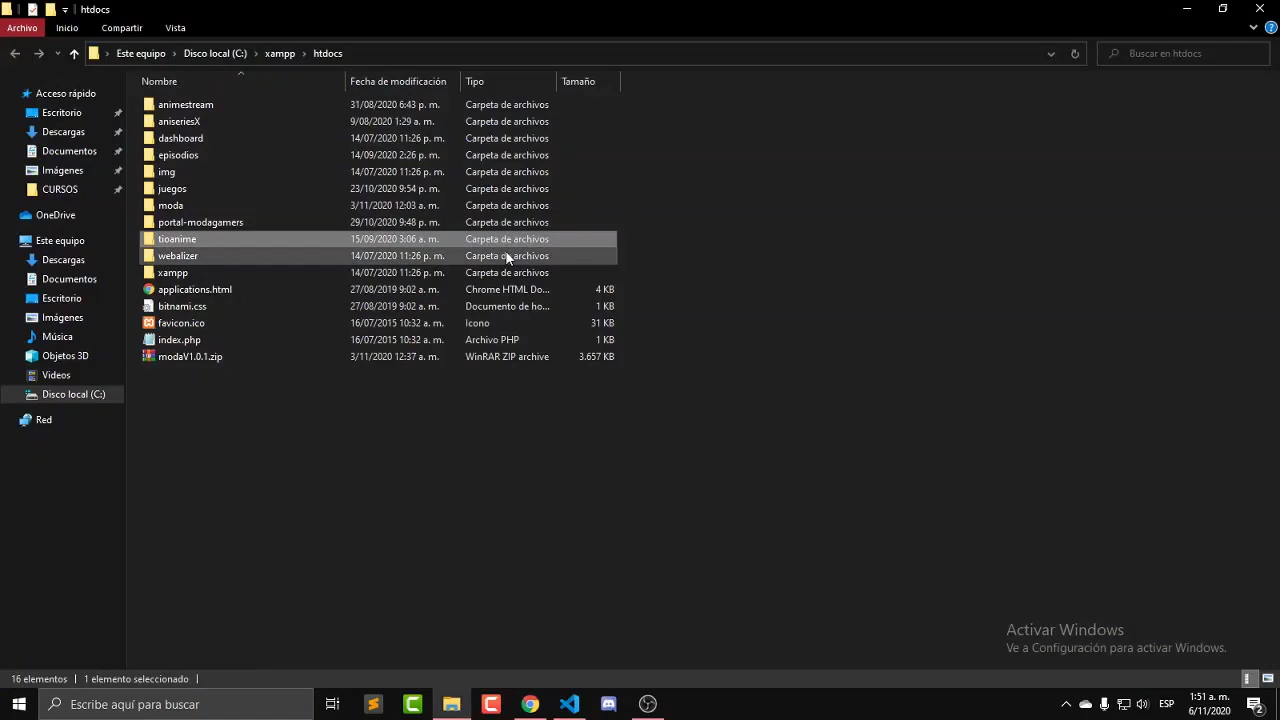 htdocs
Archivo Inicio Compartir Vista
Este equipo Disco local (C:) xampp htdocs Buscar en htdocs
Nombre Fecha de modificación Tipo Tamaño
Acceso rápido
Escritorio
Descargas
Documentos
Imágenes
CURSOS
OneDrive
Este equipo
Descargas
Documentos
Escritorio
Imágenes
Música
Objetos 3D
Videos
Disco local (C:)
Red
animestream 31/08/2020 6:43 p. m. Carpeta de archivos
aniseriesX 9/08/2020 1:29 a. m. Carpeta de archivos
dashboard 14/07/2020 11:26 p. m. Carpeta de archivos
episodios 14/09/2020 2:26 p. m. Carpeta de archivos
img 14/07/2020 11:26 p. m. Carpeta de archivos
juegos 23/10/2020 9:54 p. m. Carpeta de archivos
moda 3/11/2020 12:03 a. m. Carpeta de archivos
portal-modagamers 29/10/2020 9:48 p. m. Carpeta de archivos
tioanime 15/09/2020 3:06 a. m. Carpeta de archivos
webalizer 14/07/2020 11:26 p. m. Carpeta de archivos
xampp 14/07/2020 11:26 p. m. Carpeta de archivos
applications.html 27/08/2019 9:02 a. m. Chrome HTML Do... 4 KB
bitnami.css 27/08/2019 9:02 a. m. Documento de ho... 1 KB
favicon.ico 16/07/2015 10:32 a. m. Icono 31 KB
index.php 16/07/2015 10:32 a. m. Archivo PHP 1 KB
modaV1.0.1.zip 3/11/2020 12:37 a. m. WinRAR ZIP archive 3.657 KB
Activar Windows
Ve a Configuración para activar Windows.
16 elementos 1 elemento seleccionado
Escribe aquí para buscar
ESP
1:51 a. m.
6/11/2020
2